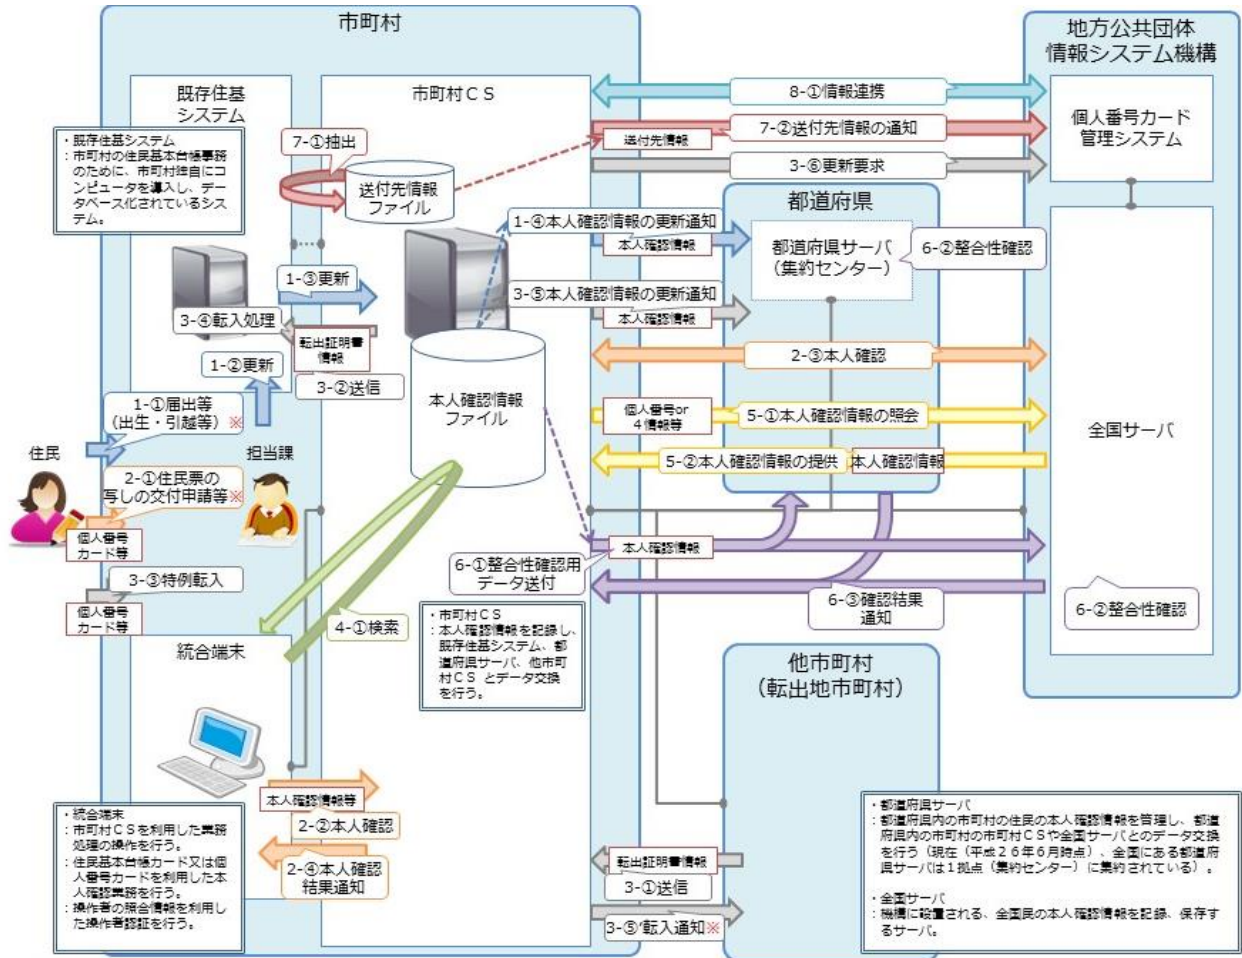 市町村
地方公共団体
情報システム機構
既存住基
システム
市町村ＣＳ
8-①情報連携
個人番号カード
管理システム
・既存住基システム
：市町村の住民基本台帳事務
のために、市町村独自にコ
ンピュータを導入し、デー
タベース化されているシス
テム。
7-①抽出
送付先情報
7-②送付先情報の通知
3-⑥更新要求
送付先情報
ファイル
都道府県
1-④本人確認情報の更新通知
本人確認情報
都道府県サーバ
（集約センター）
6-②整合性確認
1-③更新
3-⑤本人確認情報の更新通知
本人確認情報
3-④転入処理
転出証明書
情報
3-②送信
2-③本人確認
1-②更新
1-①届出等
（出生・引越等）※
本人確認情報
ファイル
個人番号or
４情報等
5-①本人確認情報の照会
全国サーバ
住民
担当課
5-②本人確認情報の提供
本人確認情報
2-①住民票の
写しの交付申請等※
個人番号
カード等
本人確認情報
6-①整合性確認用
データ送付
3-③特例転入
個人番号
カード等
6-③確認結果
通知
6-②整合性確認
4-①検索
・市町村ＣＳ
：本人確認情報を記録し、
既存住基システム、都
道府県サーバ、他市町
村ＣＳ とデータ交換
を行う。
統合端末
他市町村
（転出地市町村）
本人確認情報等
2-②本人確認
2-④本人確認
結果通知
・統合端末
：市町村ＣＳを利用した業務
処理の操作を行う。
：住民基本台帳カード又は個
人番号カードを利用した本
人確認業務を行う。
：操作者の照合情報を利用し
た操作者認証を行う。
転出証明書情報
3-①送信
3-⑤’転入通知※
・都道府県サーバ
：都道府県内の市町村の住民の本人確認情報を管理し、都道
府県内の市町村の市町村ＣＳや全国サーバとのデータ交換
を行う（現在（平成２６年６月時点）、全国にある都道府
県サーバは１拠点（集約センター）に集約されている）。
・全国サーバ
：機構に設置される、全国民の本人確認情報を記録、保存す
るサーバ。